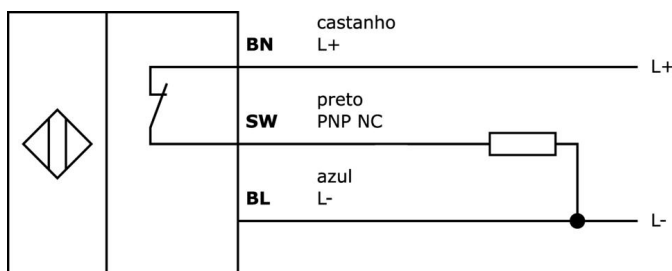 castanho
BN L+
L+
preto
SW PNP NC
azul
BL L-
L-